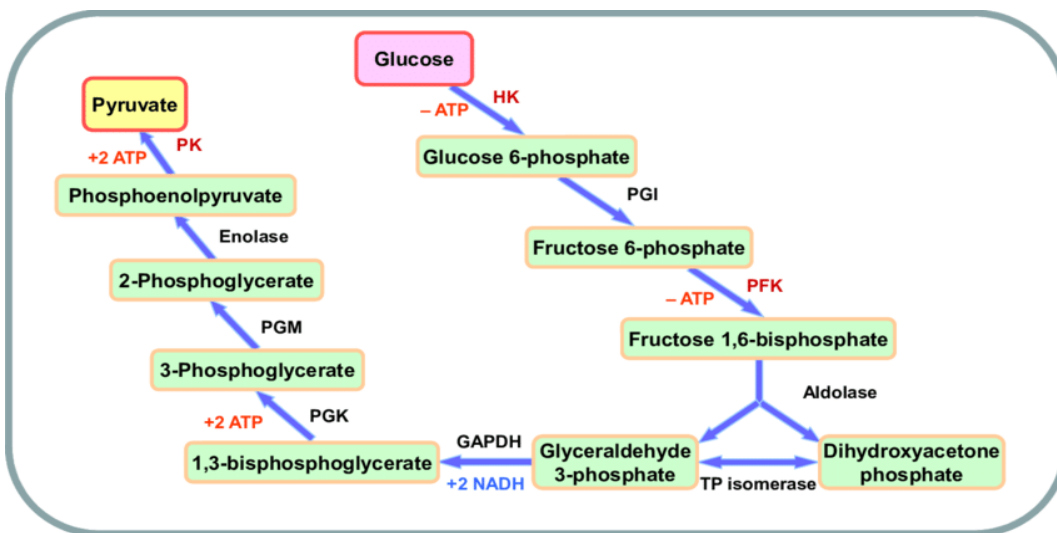 Glucose
HK
– ATP
Glucose 6-phosphate
PGI
Fructose 6-phosphate
PFK
– ATP
Fructose 1,6-bisphosphate
Aldolase
Dihydroxyacetone
phosphate
TP isomerase
Glyceraldehyde
3-phosphate
GAPDH
+2 NADH
1,3-bisphosphoglycerate
PGK
+2 ATP
3-Phosphoglycerate
PGM
2-Phosphoglycerate
Enolase
Phosphoenolpyruvate
PK
+2 ATP
Pyruvate